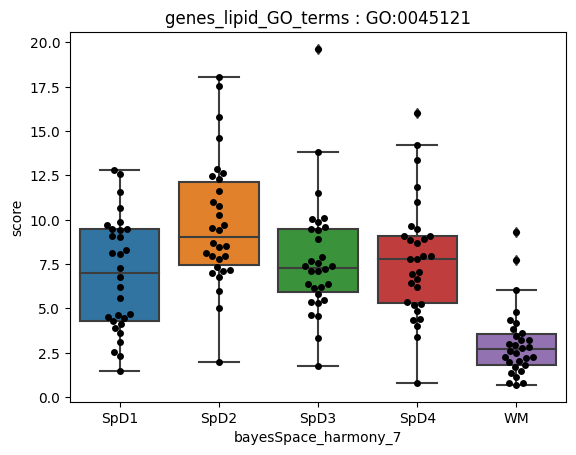 genes_lipid_GO_terms : GO:0045121
20.0
17.5
15.0
12.5
10.0
7.5
5.0
2.5
0.0
score
SpD1 SpD2 SpD3 SpD4 WM
bayesSpace_harmony_7